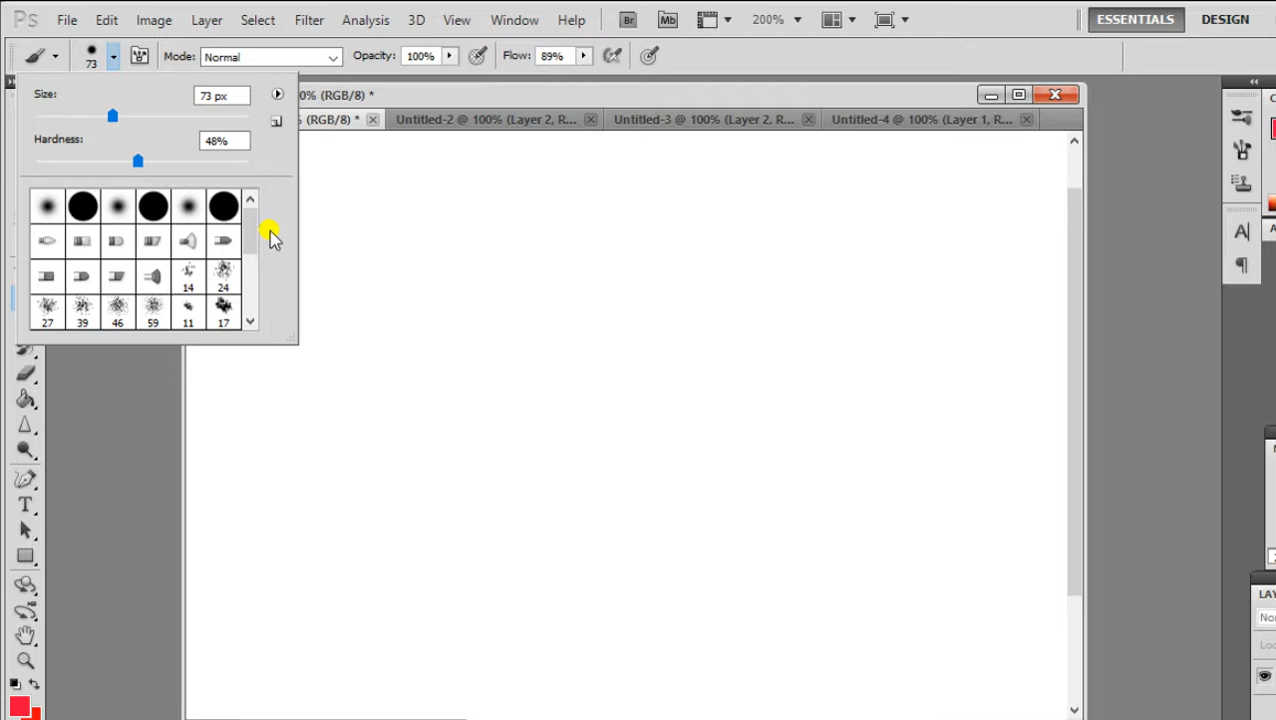 Ps File Edit Image Layer Select Filter Analysis 3D View Window Help Br Mb 200% ESSENTIALS DESIGN
73 Mode: Normal Opacity: 100% Flow: 89%
Size: 73 px
Hardness: 48%
14 24
27 39 46 59 11 17
0% (RGB/8) *
% (RGB/8) * Untitled-2 @ 100% (Layer 2, R... Untitled-3 @ 100% (Layer 2, R... Untitled-4 @ 100% (Layer 1, R...
T
A